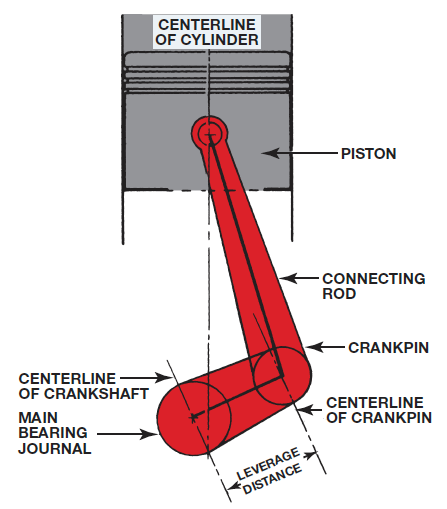 CENTERLINE
OF CYLINDER
PISTON
CONNECTING
ROD
CRANKPIN
CENTERLINE
OF CRANKSHAFT
CENTERLINE
OF CRANKPIN
MAIN
BEARING
JOURNAL
LEVERAGE
DISTANCE